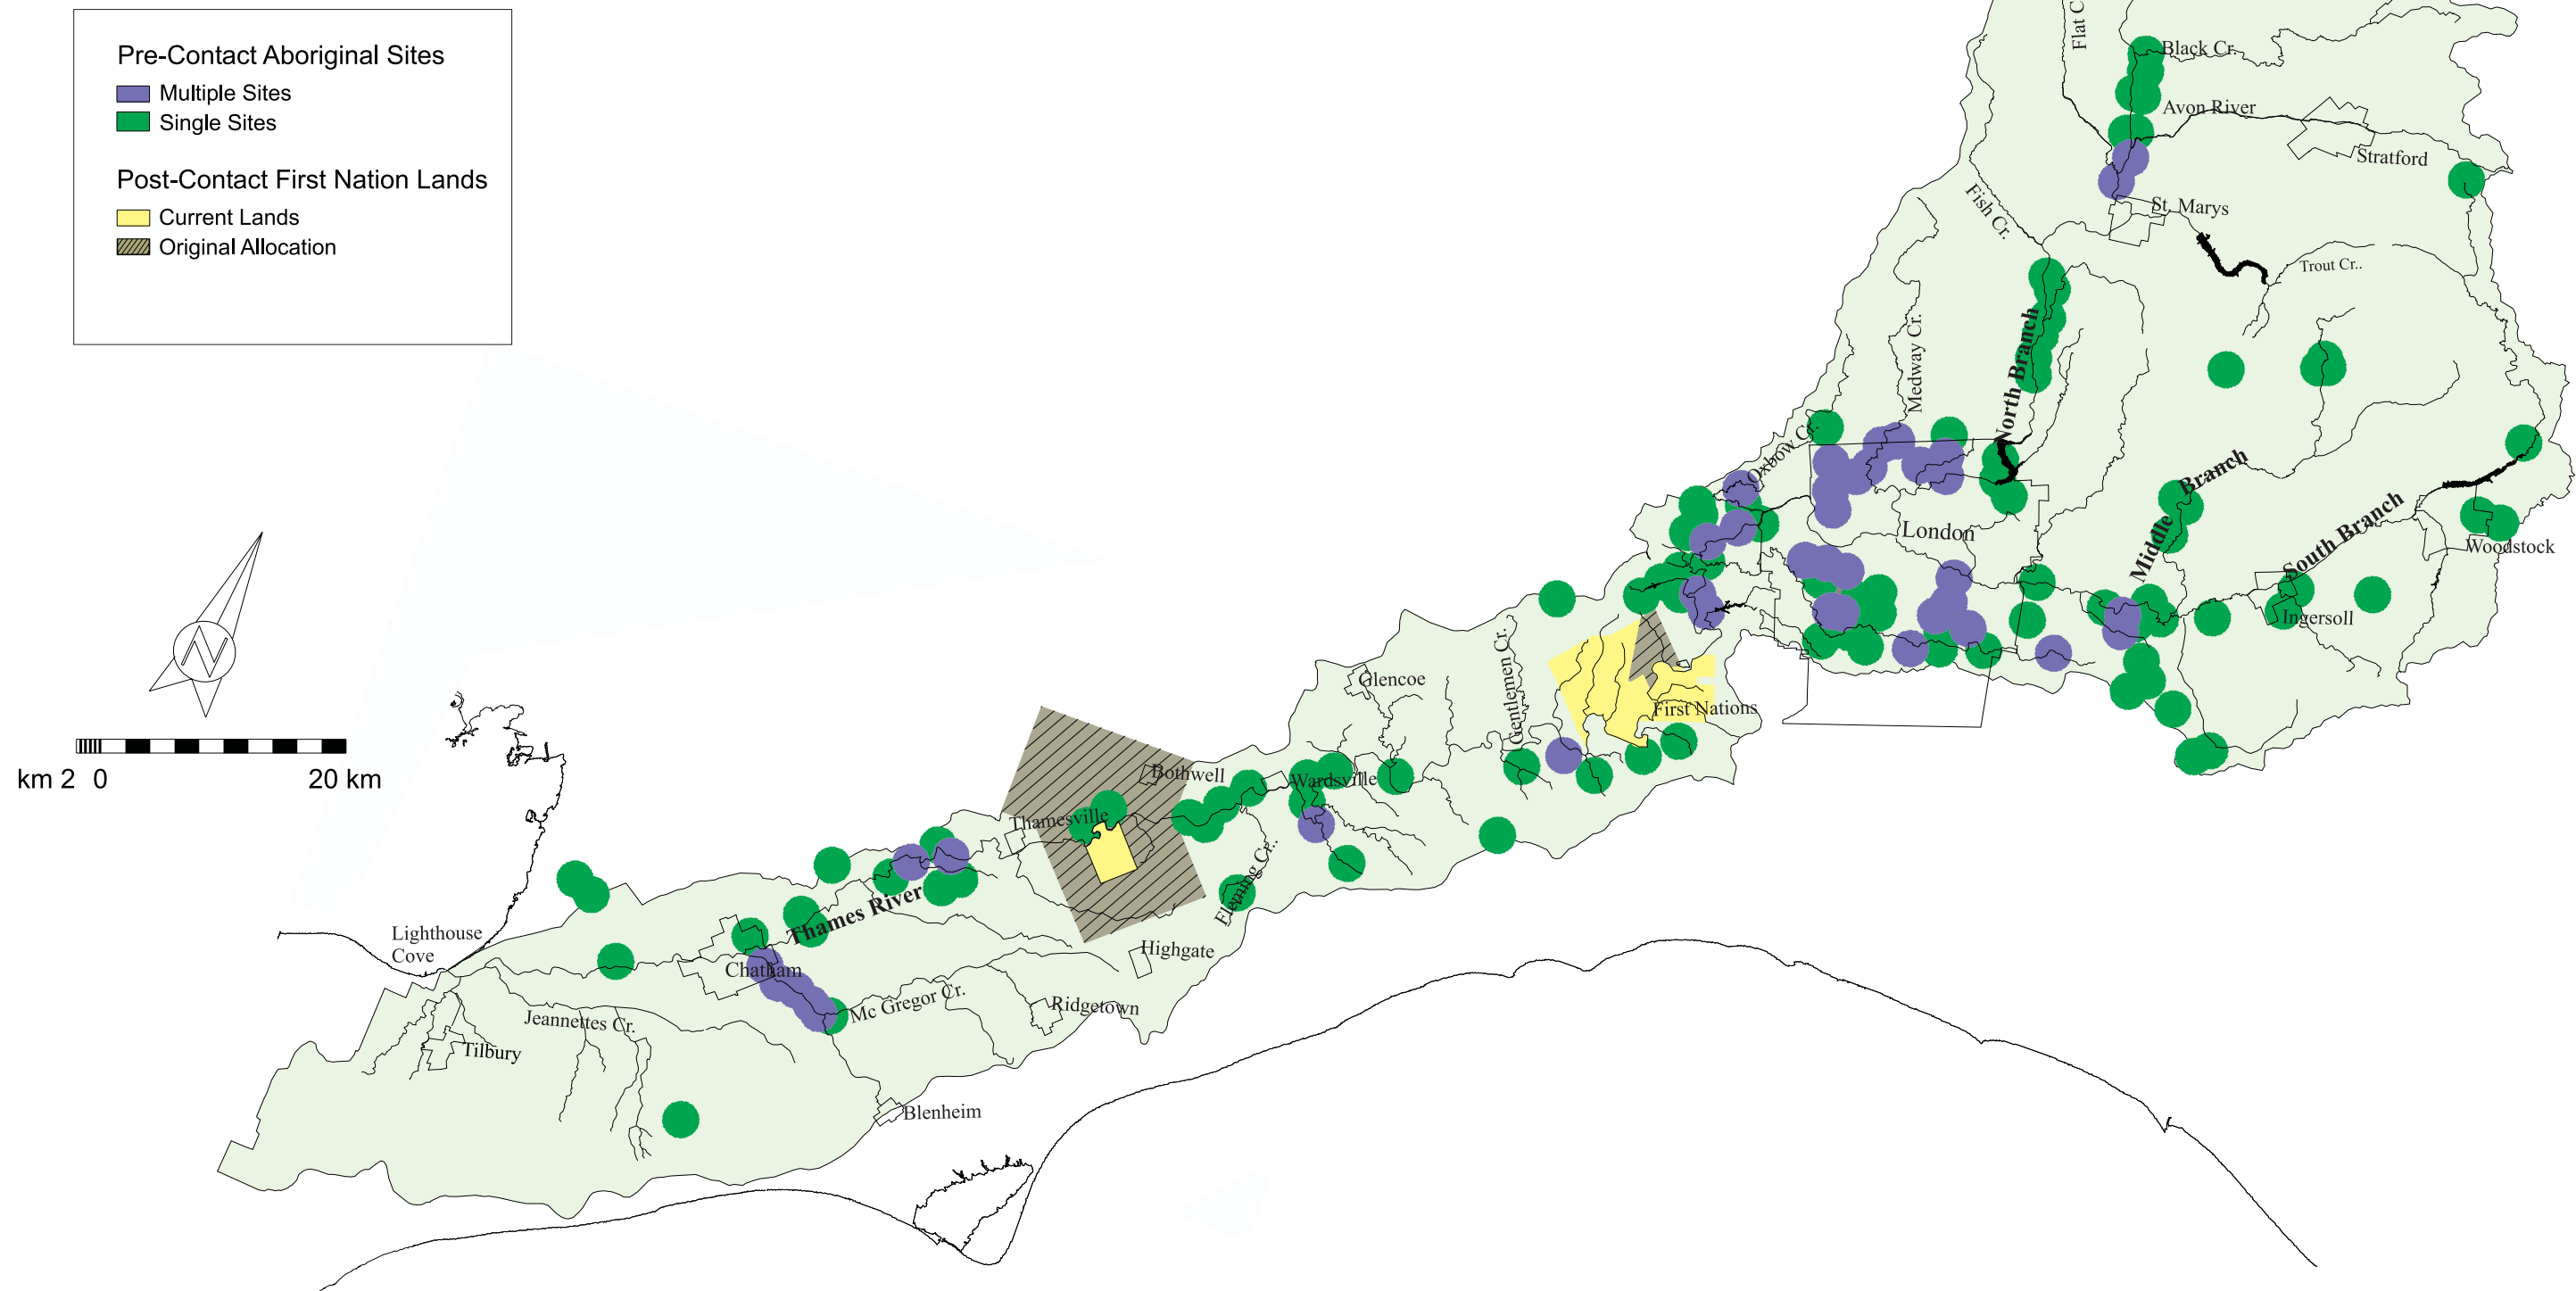 Pre-Contact Aboriginal Sites
Multiple Sites
Single Sites
Post-Contact First Nation Lands
Current Lands
Original Allocation
N
km 2 0 20 km
Flat C
Black Cr.
Avon River
Stratford
St. Marys
Fish Cr.
Trout Cr..
North Branch
Medway Cr.
Oxbow Cr.
London
Middle Branch
South Branch
Woodstock
Ingersoll
First Nations
Gentlemen Cr.
Glencoe
Wardsville
Bothwell
Thamesville
Fleming Cr..
Thames River
Highgate
Lighthouse
Cove
Chatham
Mc Gregor Cr.
Ridgetown
Jeannettes Cr.
Tilbury
Blenheim